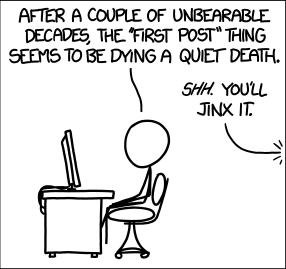 AFTER A COUPLE OF UNBEARABLE
DECADES, THE "FIRST POST" THING
SEEMS TO BE DYING A QUIET DEATH.
SHH. YOU'LL
JINX IT.